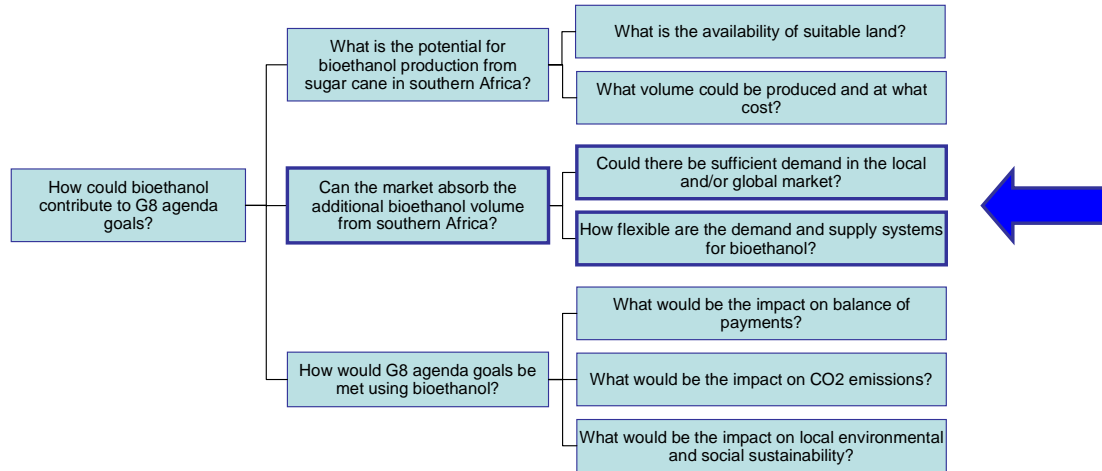 What is the potential for
bioethanol production from
sugar cane in southern Africa?
What is the availability of suitable land?
What volume could be produced and at what
cost?
How could bioethanol
contribute to G8 agenda
goals?
Can the market absorb the
additional bioethanol volume
from southern Africa?
Could there be sufficient demand in the local
and/or global market?
How flexible are the demand and supply systems
for bioethanol?
How would G8 agenda goals be
met using bioethanol?
What would be the impact on balance of
payments?
What would be the impact on CO2 emissions?
What would be the impact on local environmental
and social sustainability?